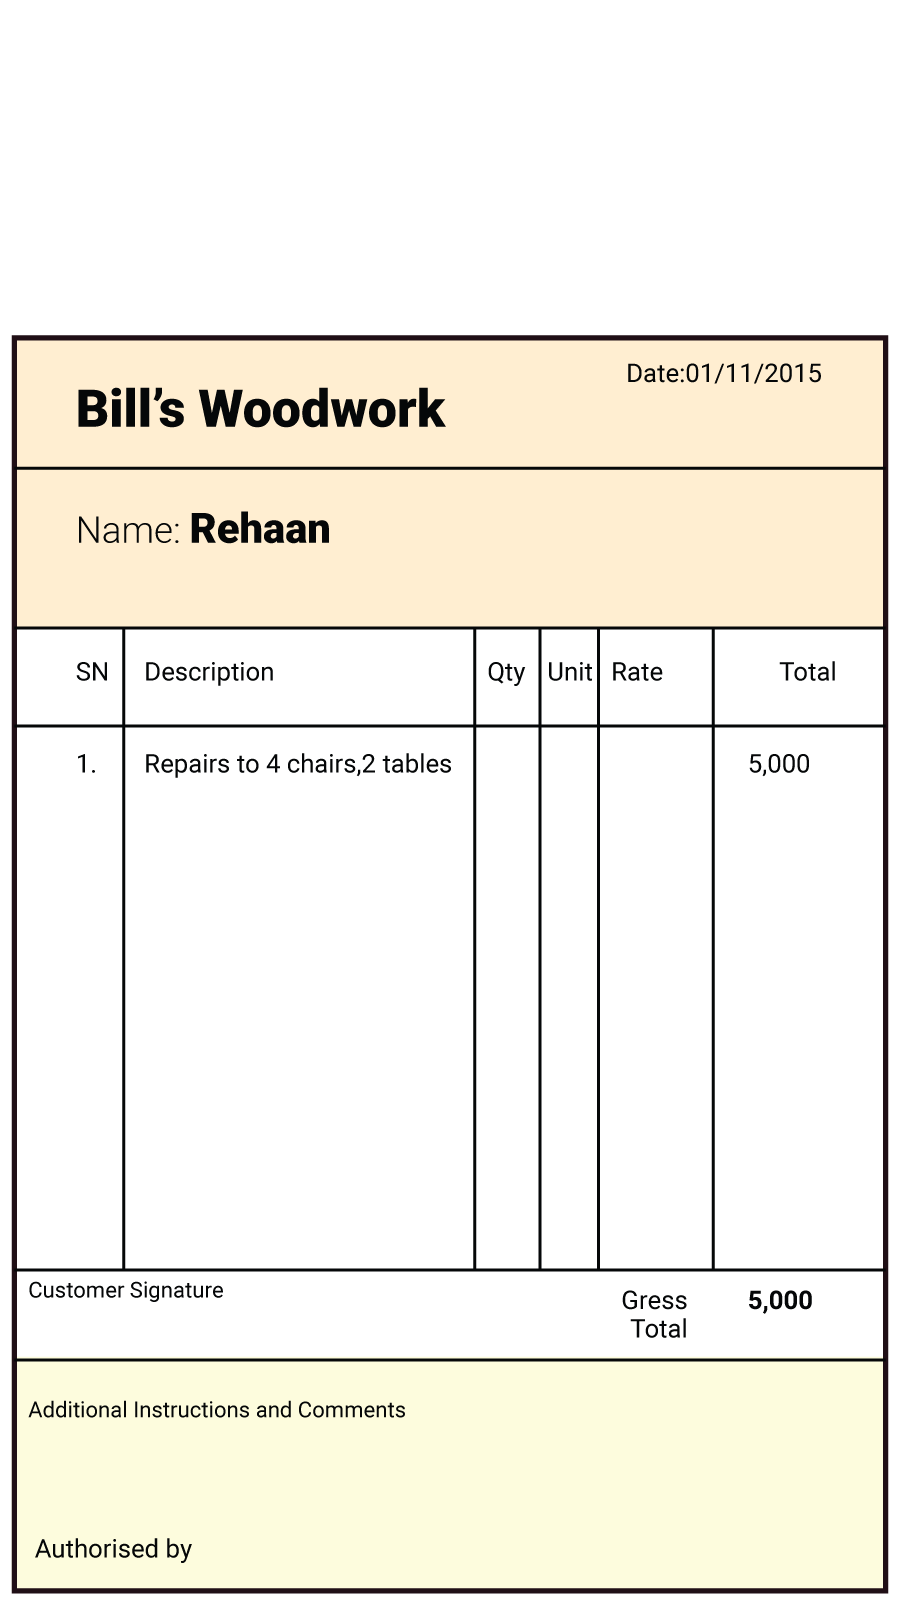 Date:01/11/2015
Bill’s Woodwork
Name: Rehaan
SN Description Qty Unit Rate Total
1. Repairs to 4 chairs,2 tables 5,000
Customer Signature
Gress 5,000
Total
Additional Instructions and Comments
Authorised by